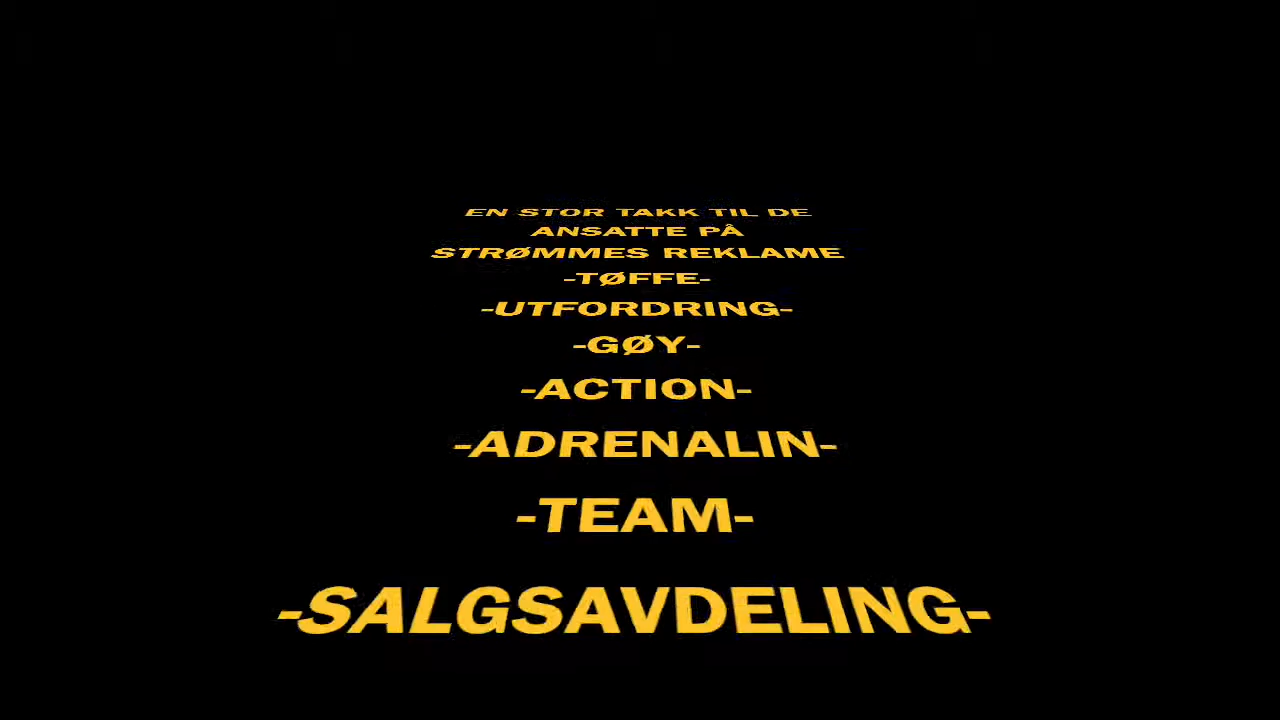 EN STOR TAKK TIL DE
ANSATTE PÅ
STRØMMES REKLAME
-TØFFE-
-UTFORDRING-
-GØY-
-ACTION-
-ADRENALIN-
-TEAM-
-SALGSAVDELING-